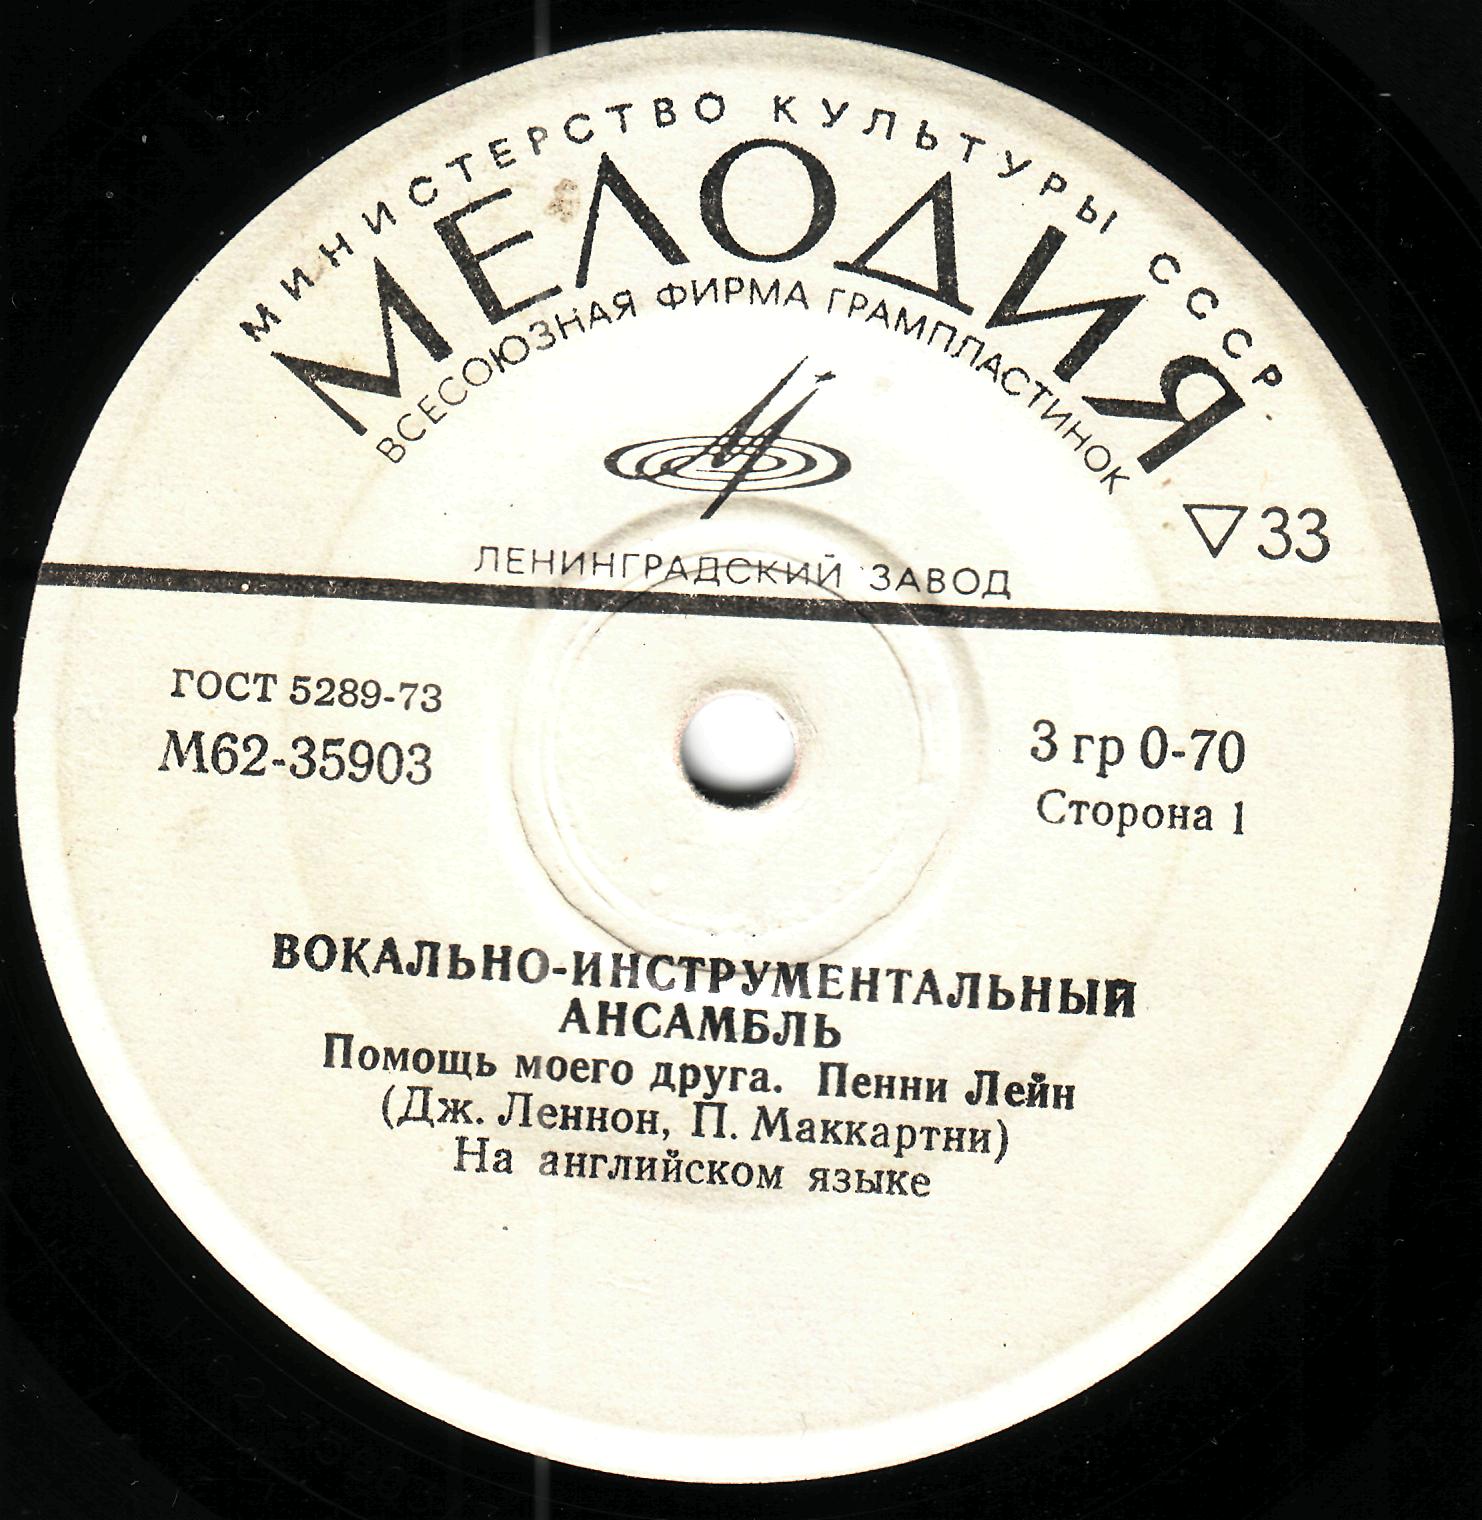 МИНИСТЕРСТВО КУЛЬТУРЫ СССР
МЕЛОДИЯ
ВСЕСОЮЗНАЯ ФИРМА ГРАМПЛАСТИНОК
▽33
ЛЕНИНГРАДСКИЙ ЗАВОД
ГОСТ 5289-73
М62-35903
3 гр 0-70
Сторона 1
ВОКАЛЬНО-ИНСТРУМЕНТАЛЬНЫЙ
АНСАМБЛЬ
Помощь моего друга. Пенни Лейн
(Дж. Леннон, П. Маккартни)
На английском языке